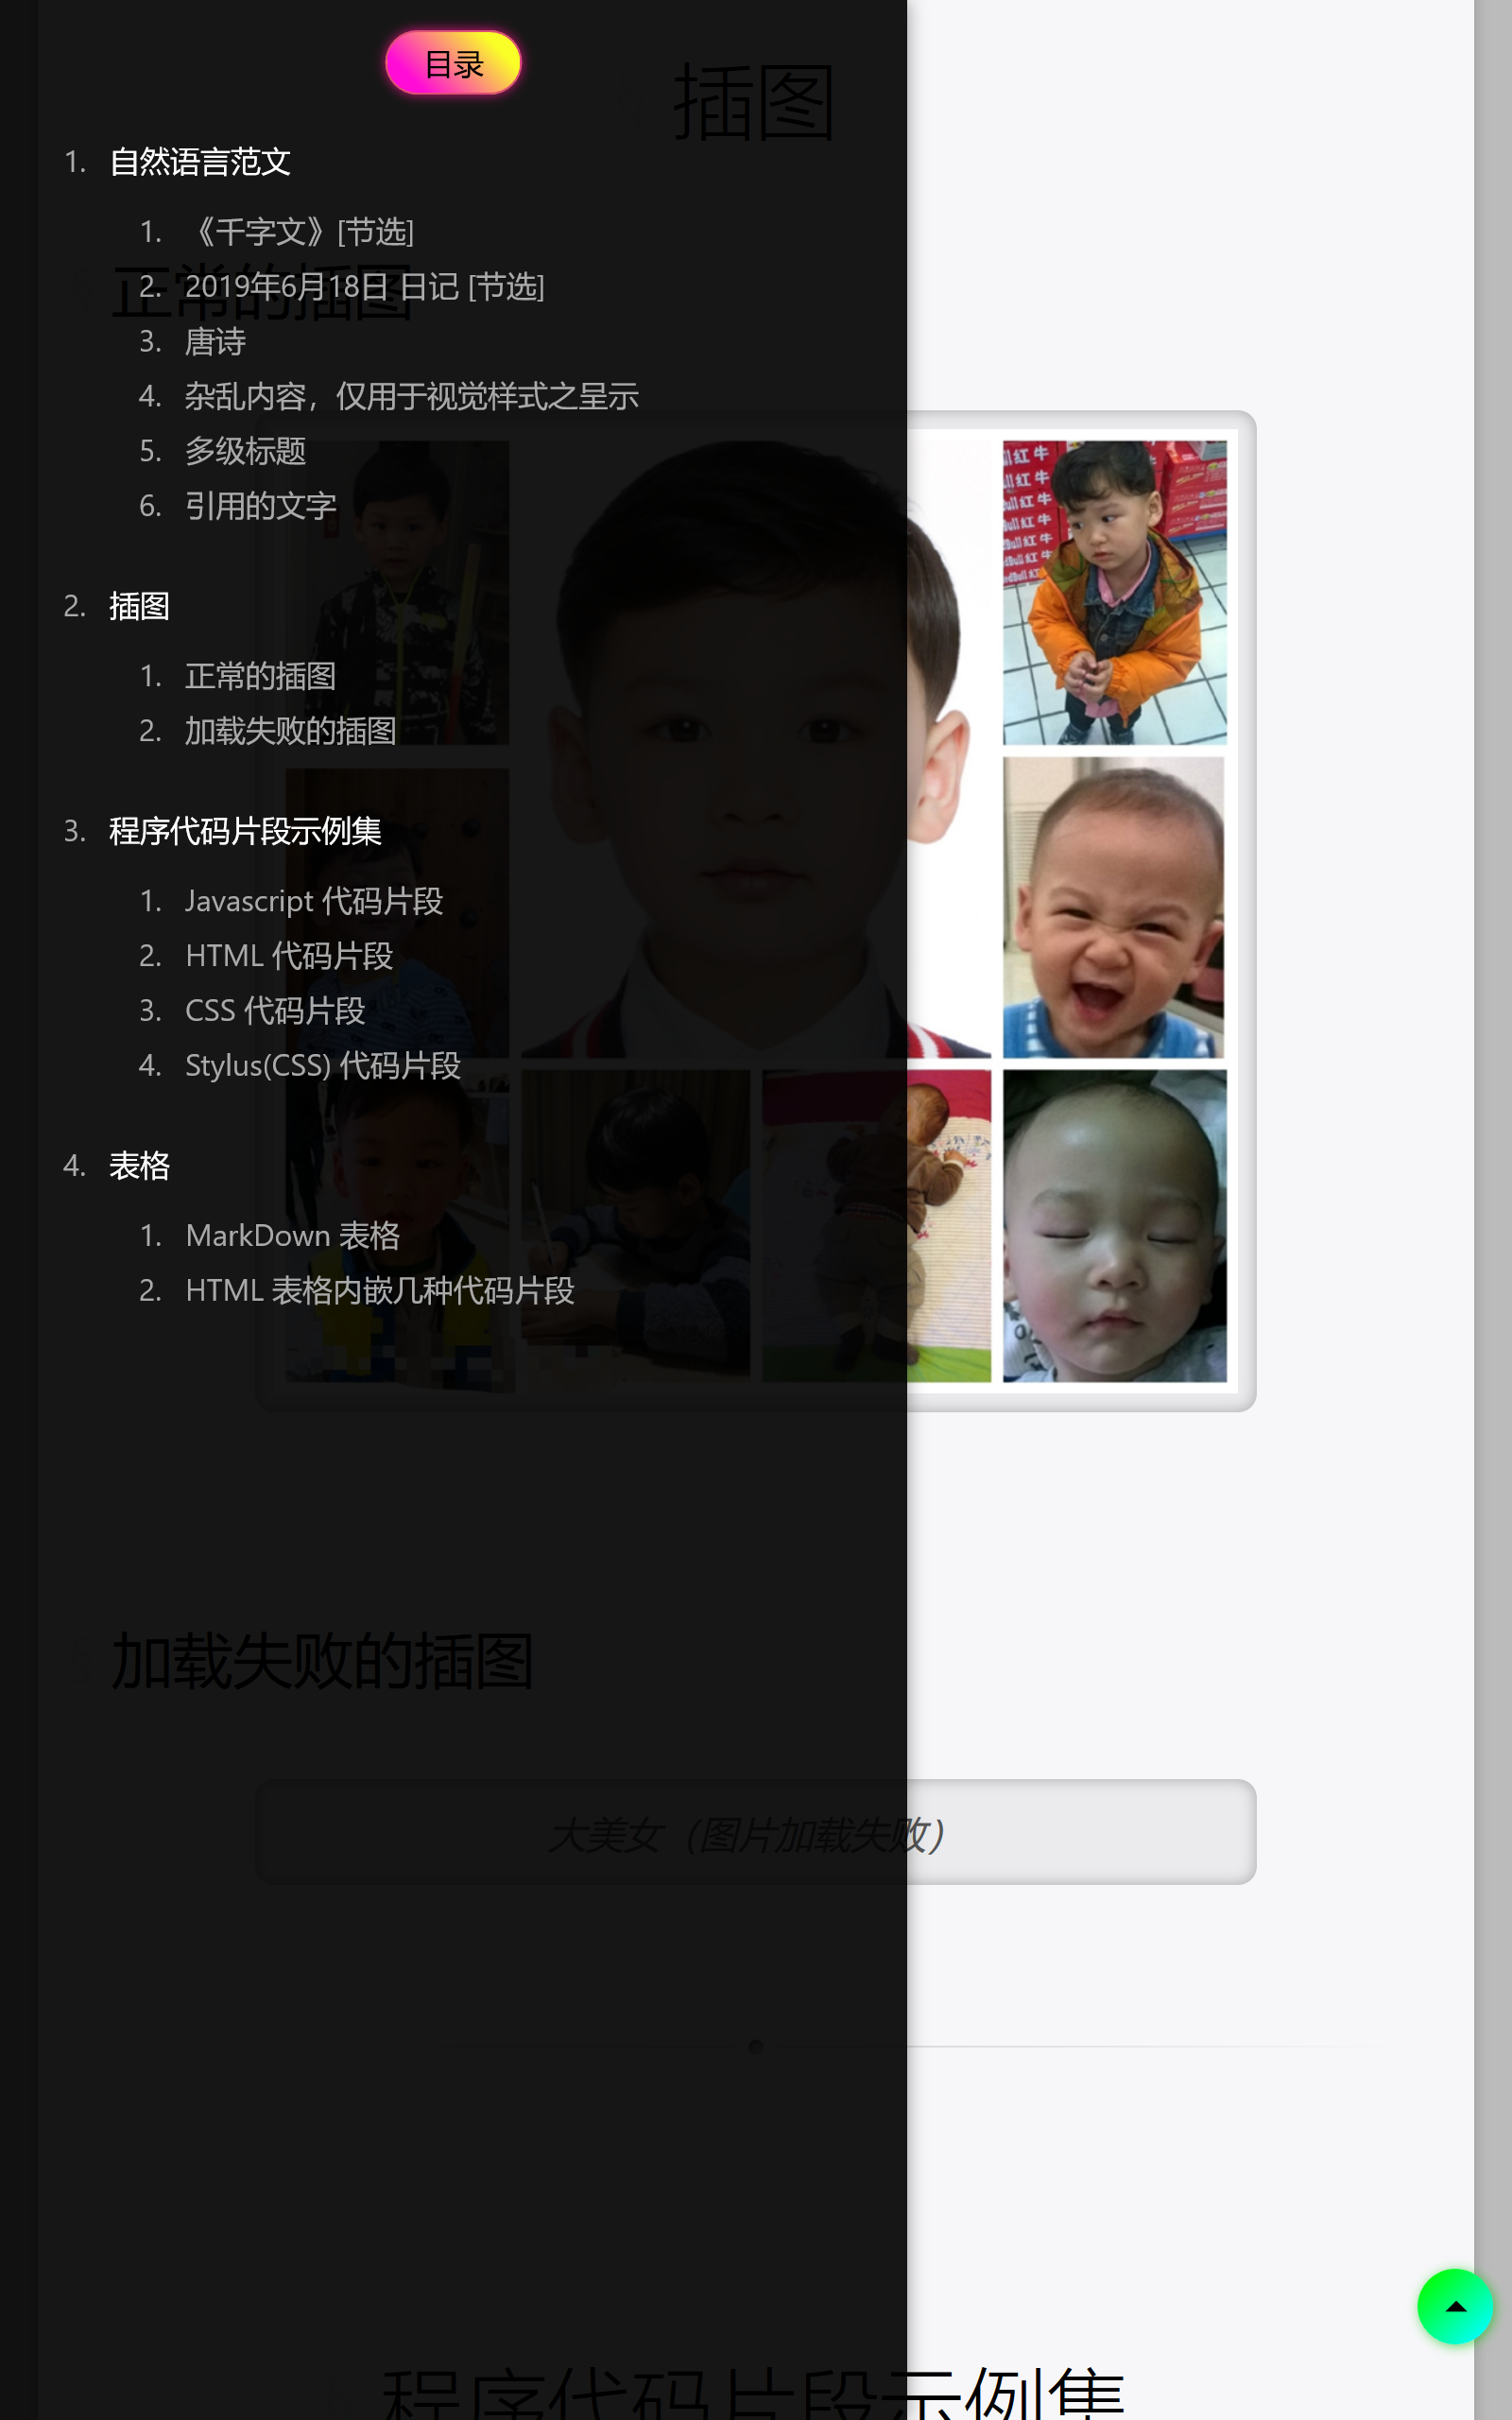 目录
插图
1. 自然语言范文
1. 《千字文》[节选]
正常的插图
2. 2019年6月18日 日记 [节选]
3. 唐诗
4. 杂乱内容，仅用于视觉样式之呈示
5. 多级标题
6. 引用的文字
2. 插图
1. 正常的插图
2. 加载失败的插图
3. 程序代码片段示例集
1. Javascript 代码片段
2. HTML 代码片段
3. CSS 代码片段
4. Stylus(CSS) 代码片段
4. 表格
1. MarkDown 表格
2. HTML 表格内嵌几种代码片段
加载失败的插图
大美女（图片加载失败）
程序代码片段示例集